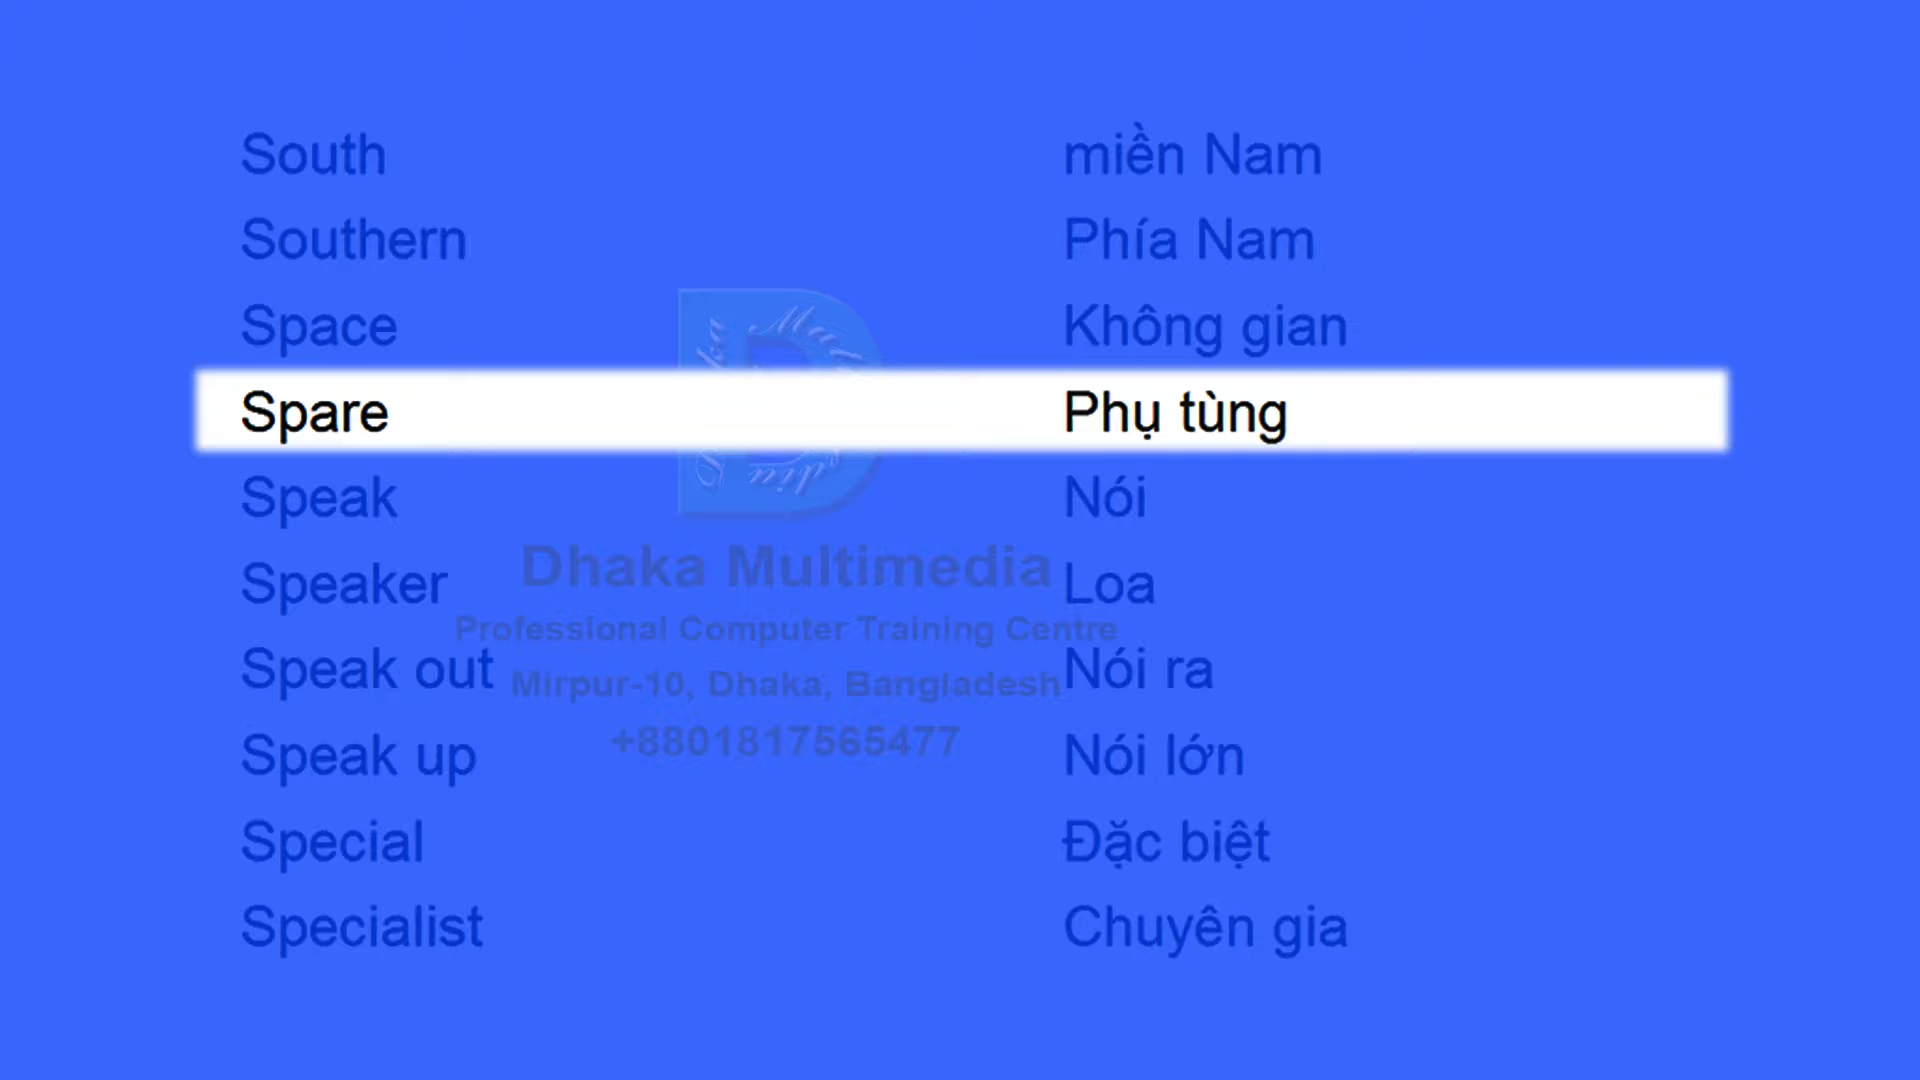 South miền Nam
Southern Phía Nam
Space Không gian
Spare Phụ tùng
Speak Nói
Speaker Loa
Dhaka Multimedia
Professional Computer Training Centre
Speak out Nói ra
Mirpur-10, Dhaka, Bangladesh
Speak up Nói lớn
+8801817565477
Special Đặc biệt
Specialist Chuyên gia